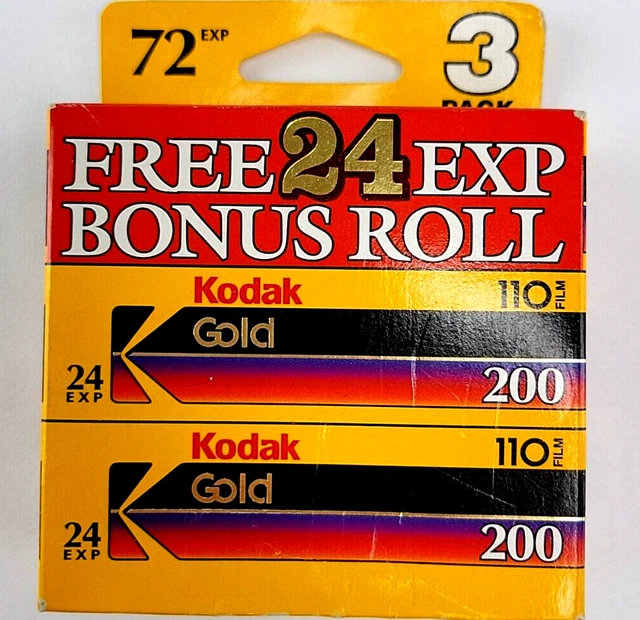 72 EXP
3
PACK
FREE 24 EXP
BONUS ROLL
Kodak 110 FILM
Gold
24 EXP 200
Kodak 110 FILM
Gold
24 EXP 200